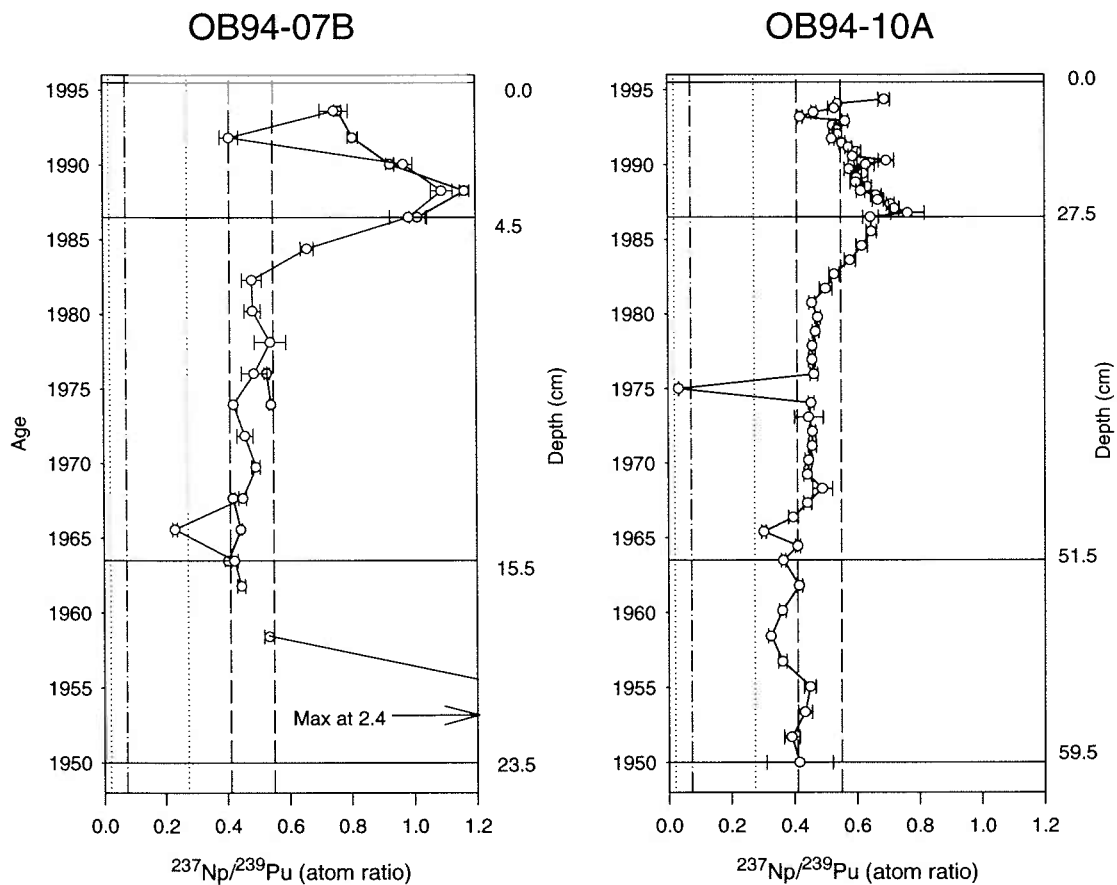 OB94-07B
OB94-10A
1995
1990
1985
1980
1975
1970
1965
1960
1955
1950
Age
0.0
4.5
15.5
23.5
Depth (cm)
Max at 2.4
0.0 0.2 0.4 0.6 0.8 1.0 1.2
²³⁷Np/²³⁹Pu (atom ratio)
1995
1990
1985
1980
1975
1970
1965
1960
1955
1950
0.0
27.5
51.5
59.5
Depth (cm)
0.0 0.2 0.4 0.6 0.8 1.0 1.2
²³⁷Np/²³⁹Pu (atom ratio)